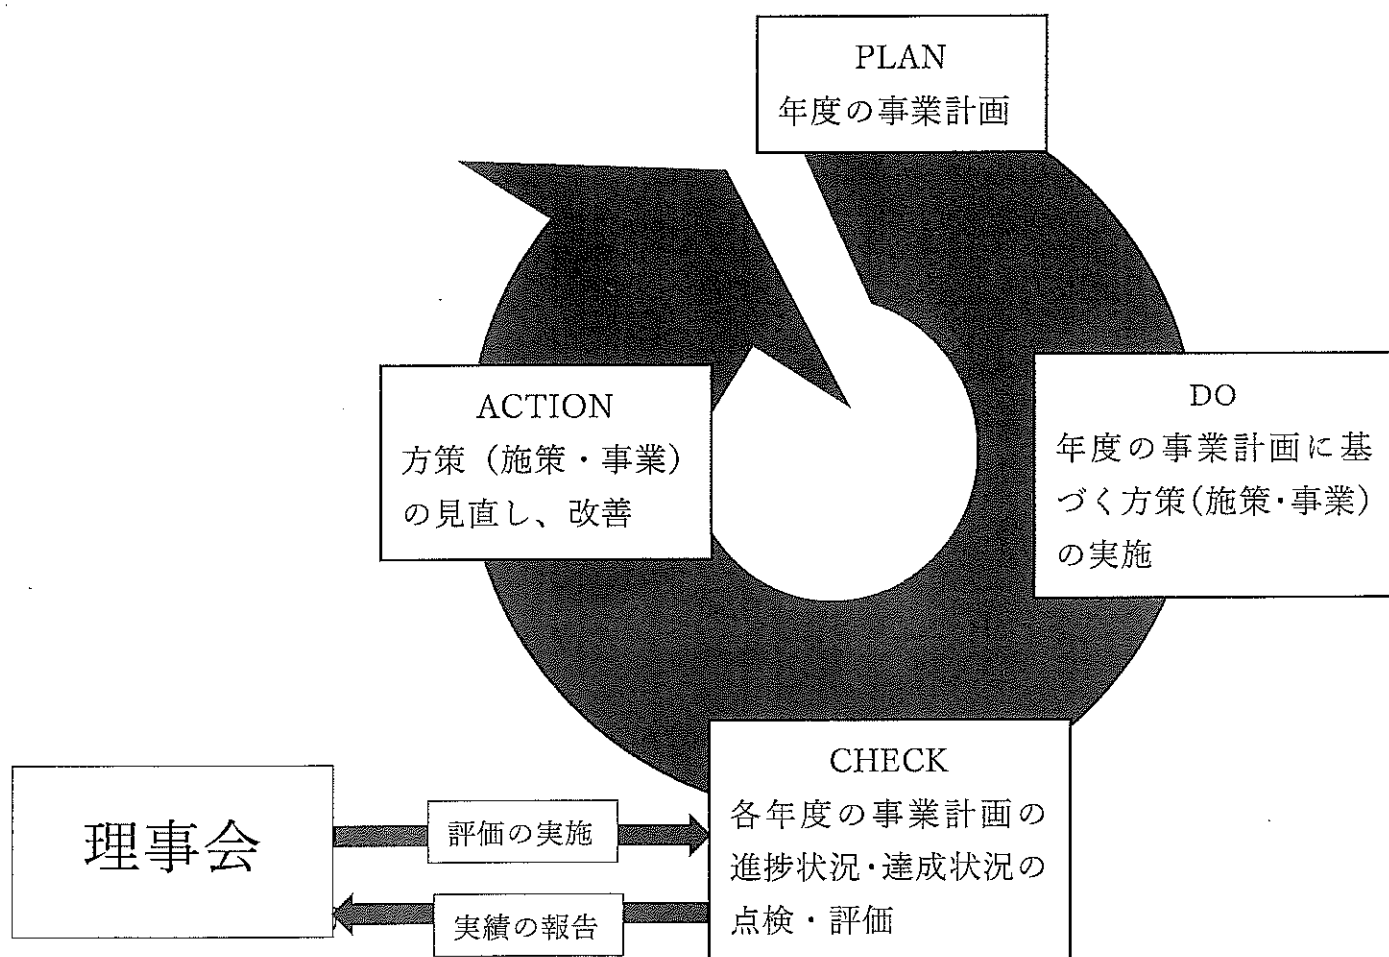 PLAN
年度の事業計画
DO
年度の事業計画に基
づく方策(施策・事業)
の実施
ACTION
方策（施策・事業）
の見直し、改善
CHECK
各年度の事業計画の
進捗状況・達成状況の
点検・評価
理事会
評価の実施
実績の報告